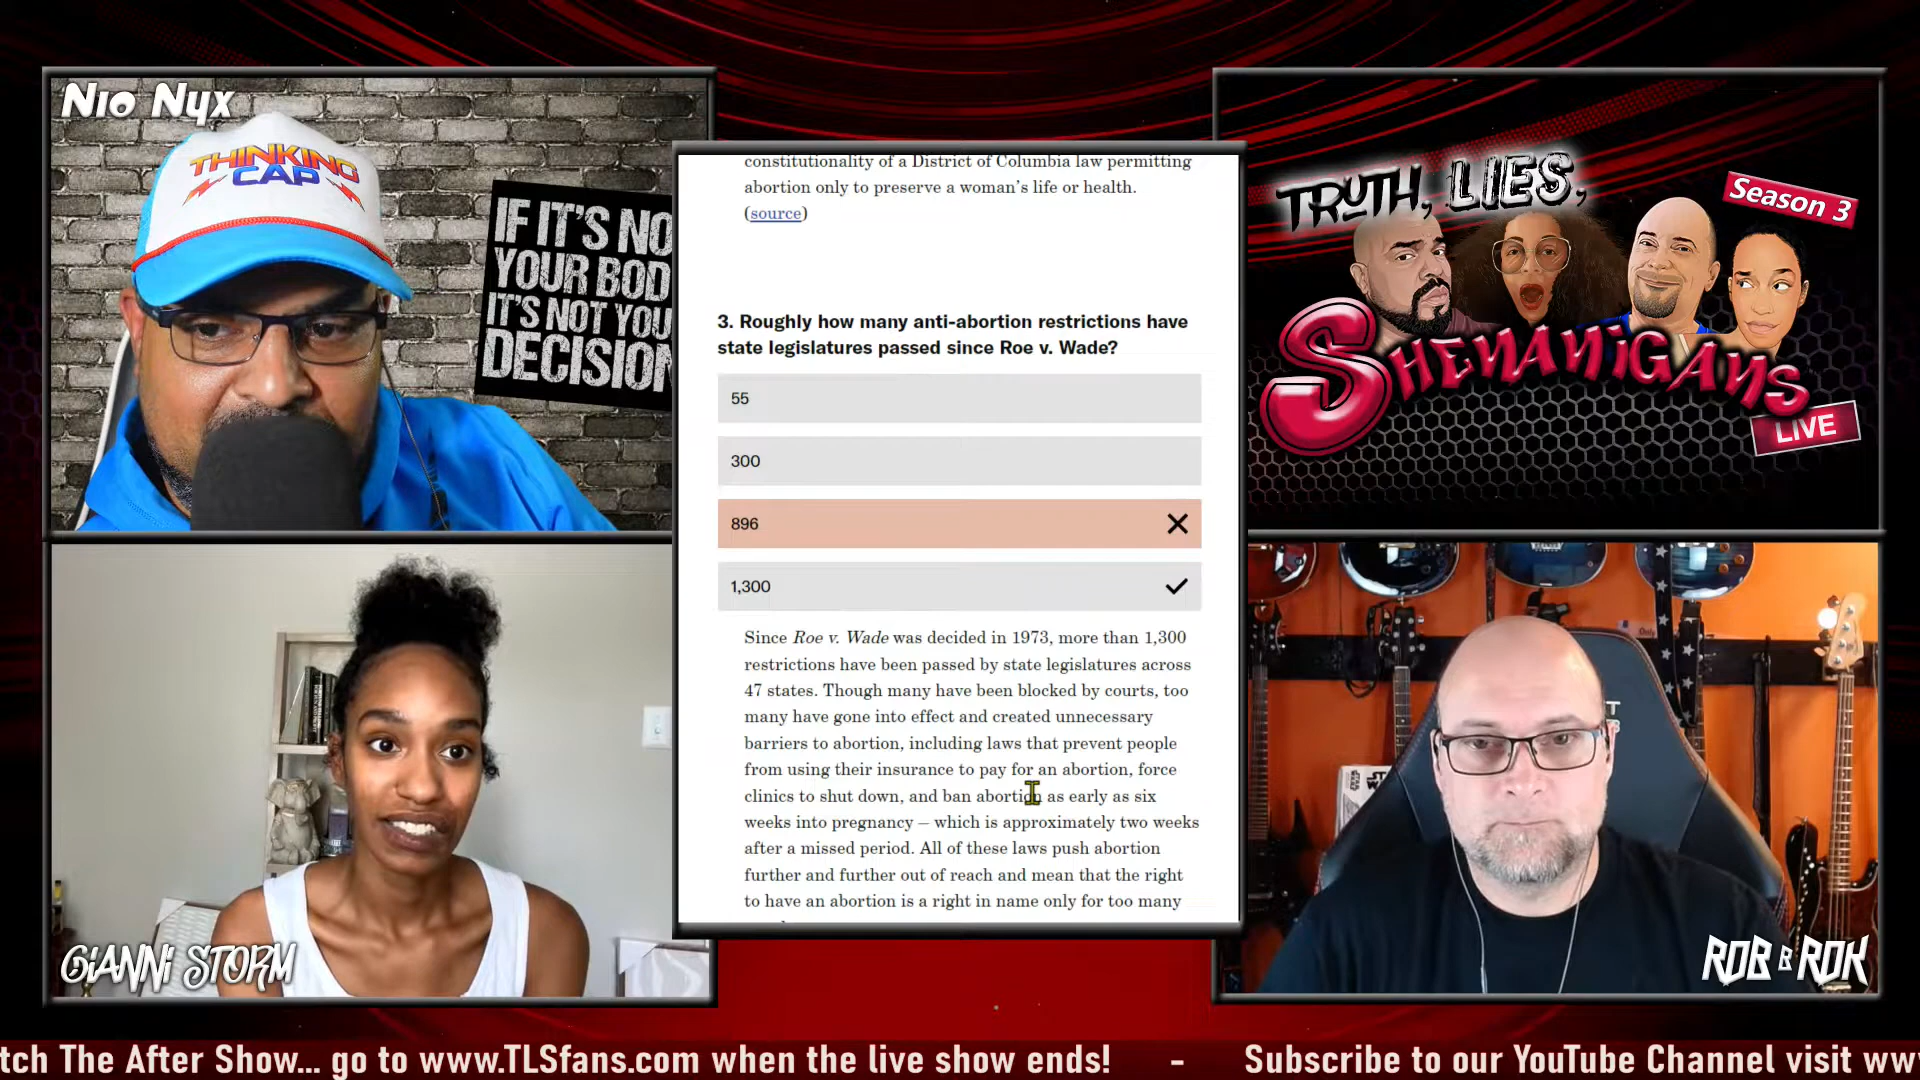 Nio Nyx
THINKING
CAP
IF IT'S NO
YOUR BOD
IT'S NOT YOU
DECISION
constitutionality of a District of Columbia law permitting
abortion only to preserve a woman's life or health.
(source)
3. Roughly how many anti-abortion restrictions have
state legislatures passed since Roe v. Wade?
55
300
896
1,300
Since Roe v. Wade was decided in 1973, more than 1,300
restrictions have been passed by state legislatures across
47 states. Though many have been blocked by courts, too
many have gone into effect and created unnecessary
barriers to abortion, including laws that prevent people
from using their insurance to pay for an abortion, force
clinics to shut down, and ban abortion as early as six
weeks into pregnancy – which is approximately two weeks
after a missed period. All of these laws push abortion
further and further out of reach and mean that the right
to have an abortion is a right in name only for too many
TRUTH, LIES,
Season 3
SHENANIGANS
LIVE
GIANNI STORM
ROB B ROK
tch The After Show... go to www.TLSfans.com when the live show ends! - Subscribe to our YouTube Channel visit www